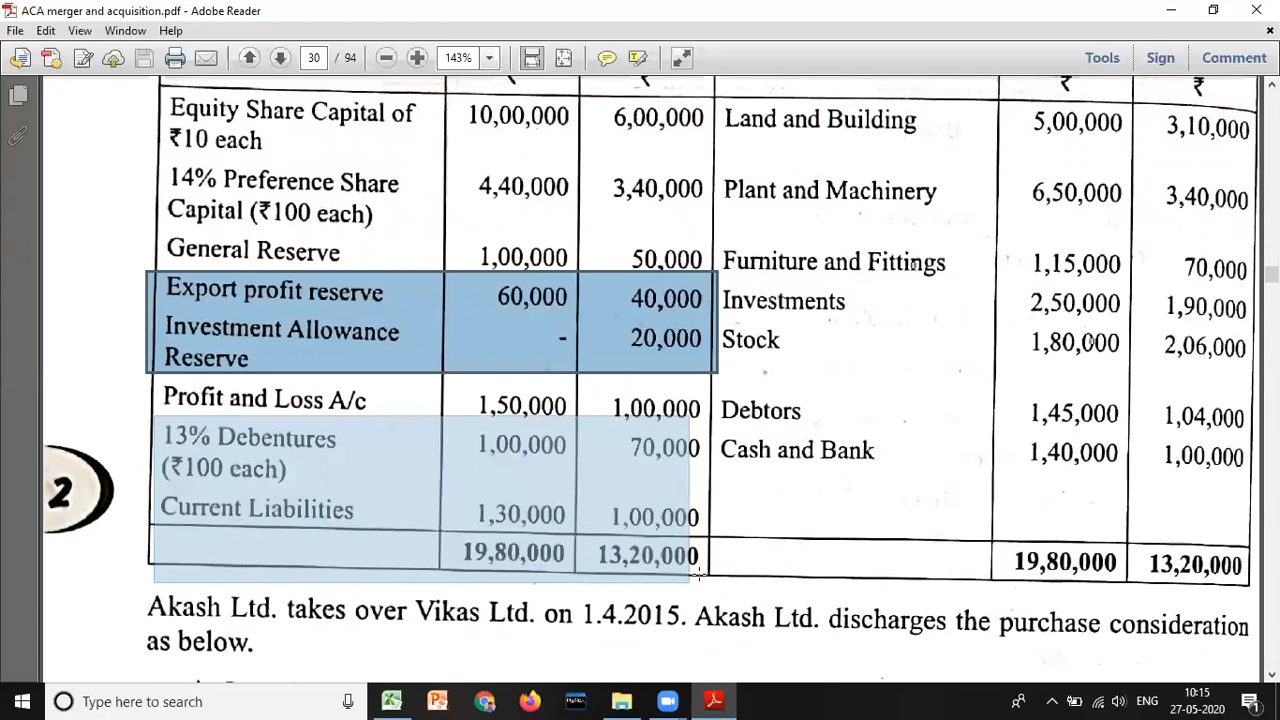 ACA merger and acquisition.pdf - Adobe Reader
File Edit View Window Help
30 / 94 143% Tools Sign Comment
₹ ₹ ₹ ₹
Equity Share Capital of 10,00,000 6,00,000 Land and Building 5,00,000 3,10,000
₹10 each
14% Preference Share 4,40,000 3,40,000 Plant and Machinery 6,50,000 3,40,000
Capital (₹100 each)
General Reserve 1,00,000 50,000 Furniture and Fittings 1,15,000 70,000
Export profit reserve 60,000 40,000 Investments 2,50,000 1,90,000
Investment Allowance - 20,000 Stock 1,80,000 2,06,000
Reserve
Profit and Loss A/c 1,50,000 1,00,000 Debtors 1,45,000 1,04,000
13% Debentures 1,00,000 70,000 Cash and Bank 1,40,000 1,00,000
(₹100 each)
2
Current Liabilities 1,30,000 1,00,000
19,80,000 13,20,000 19,80,000 13,20,000
Akash Ltd. takes over Vikas Ltd. on 1.4.2015. Akash Ltd. discharges the purchase consideration
as below.
Type here to search
ENG
10:15
27-05-2020